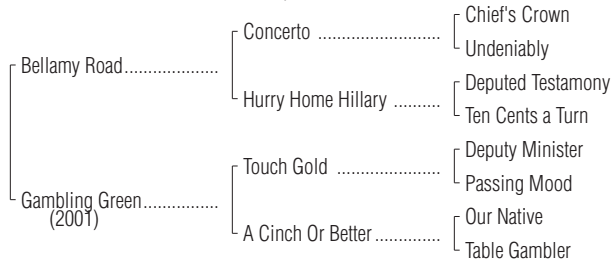 Chief's Crown
Concerto ........................
Undeniably
Bellamy Road...................
Deputed Testamony
Hurry Home Hillary ..........
Ten Cents a Turn
Deputy Minister
Touch Gold ....................
Passing Mood
Gambling Green...............
(2001)
Our Native
A Cinch Or Better.............
Table Gambler